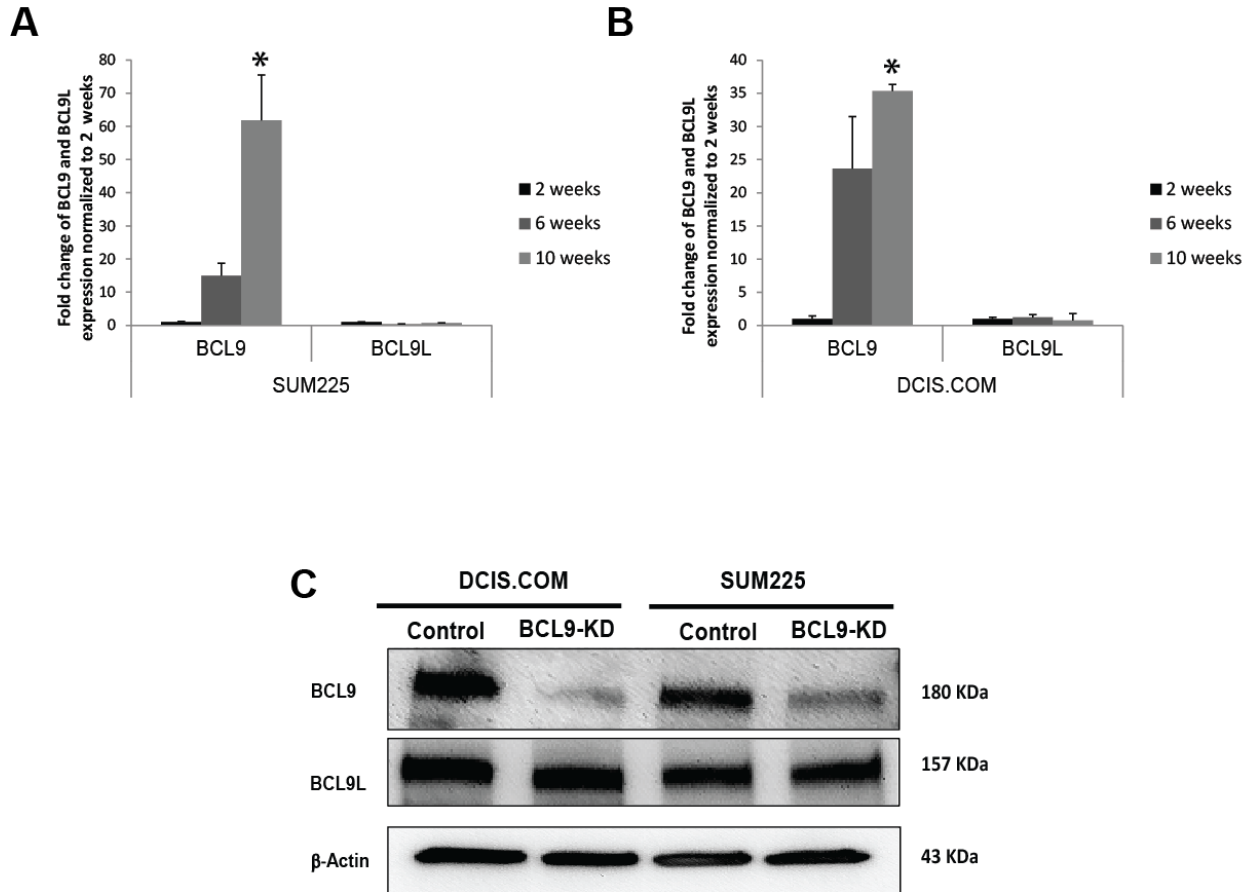 A
Fold change of BCL9 and BCL9L
expression normalized to 2 weeks
80
70
60
50
40
30
20
10
0
*
BCL9
BCL9L
SUM225
2 weeks
6 weeks
10 weeks
B
Fold change of BCL9 and BCL9L
expression normalized to 2 weeks
40
35
30
25
20
15
10
5
0
*
BCL9
BCL9L
DCIS.COM
2 weeks
6 weeks
10 weeks
C
DCIS.COM SUM225
Control BCL9-KD Control BCL9-KD
BCL9 180 KDa
BCL9L 157 KDa
β-Actin 43 KDa